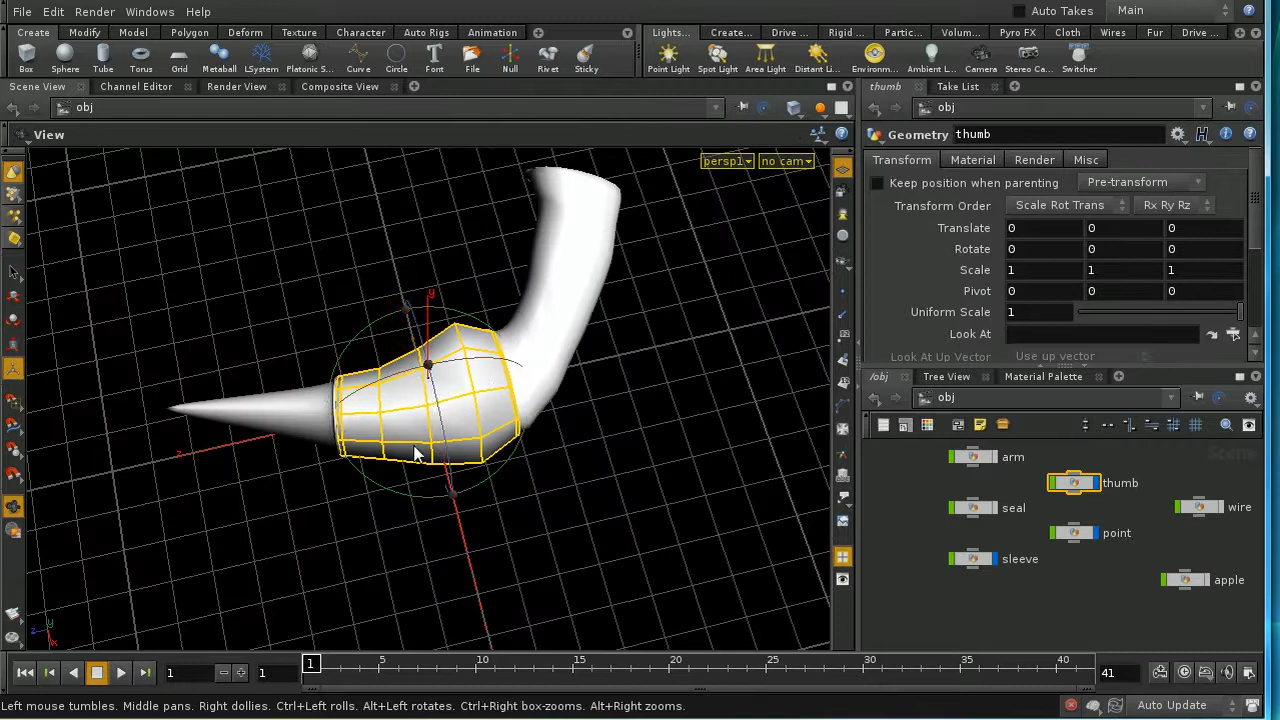 File Edit Render Windows Help
Auto Takes Main
Create Modify Model Polygon Deform Texture Character Auto Rigs Animation
Lights... Create... Drive ... Rigid ... Partic... Volum... Pyro FX Cloth Wires Fur Drive ...
Box Sphere Tube Torus Grid Metaball LSystem Platonic S... Curve Circle Font File Null Rivet Sticky
Point Light Spot Light Area Light Distant Li... Environm... Ambient L... Camera Stereo Ca... Switcher
Scene View Channel Editor Render View Composite View
thumb Take List
obj
obj
View
Geometry thumb
persp1 no cam
Transform Material Render Misc
Keep position when parenting Pre-transform
Transform Order Scale Rot Trans Rx Ry Rz
Translate 0 0 0
Rotate 0 0 0
Scale 1 1 1
Pivot 0 0 0
Uniform Scale 1
Look At
Look At Up Vector Use up vector
/obj Tree View Material Palette
obj
y
z
arm
thumb
seal
wire
point
sleeve
apple
Scene
z y x
1 1 1 5 10 15 20 25 30 35 40 41
Left mouse tumbles. Middle pans. Right dollies. Ctrl+Left rolls. Alt+Left rotates. Ctrl+Right box-zooms. Alt+Right zooms.
Auto Update